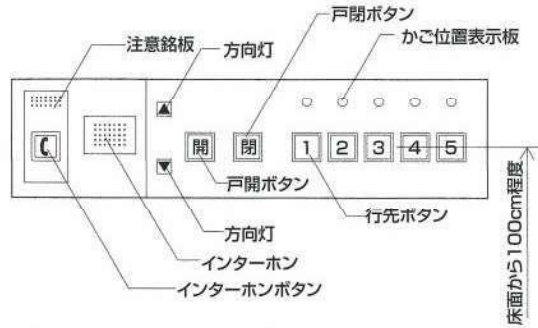 戸閉ボタン
注意銘板
方向灯
かご位置表示板
開
閉
1
2
3
4
5
戸開ボタン
行先ボタン
方向灯
インターホン
インターホンボタン
床面から100cm程度